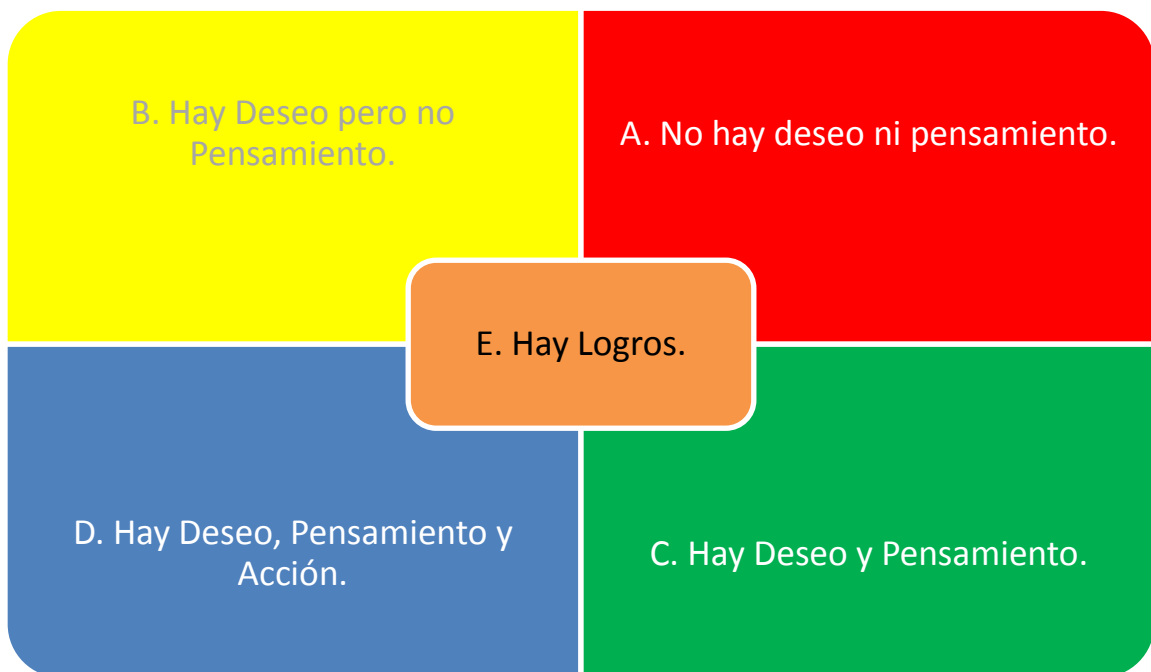 B. Hay Deseo pero no
Pensamiento.
A. No hay deseo ni pensamiento.
E. Hay Logros.
D. Hay Deseo, Pensamiento y
Acción.
C. Hay Deseo y Pensamiento.